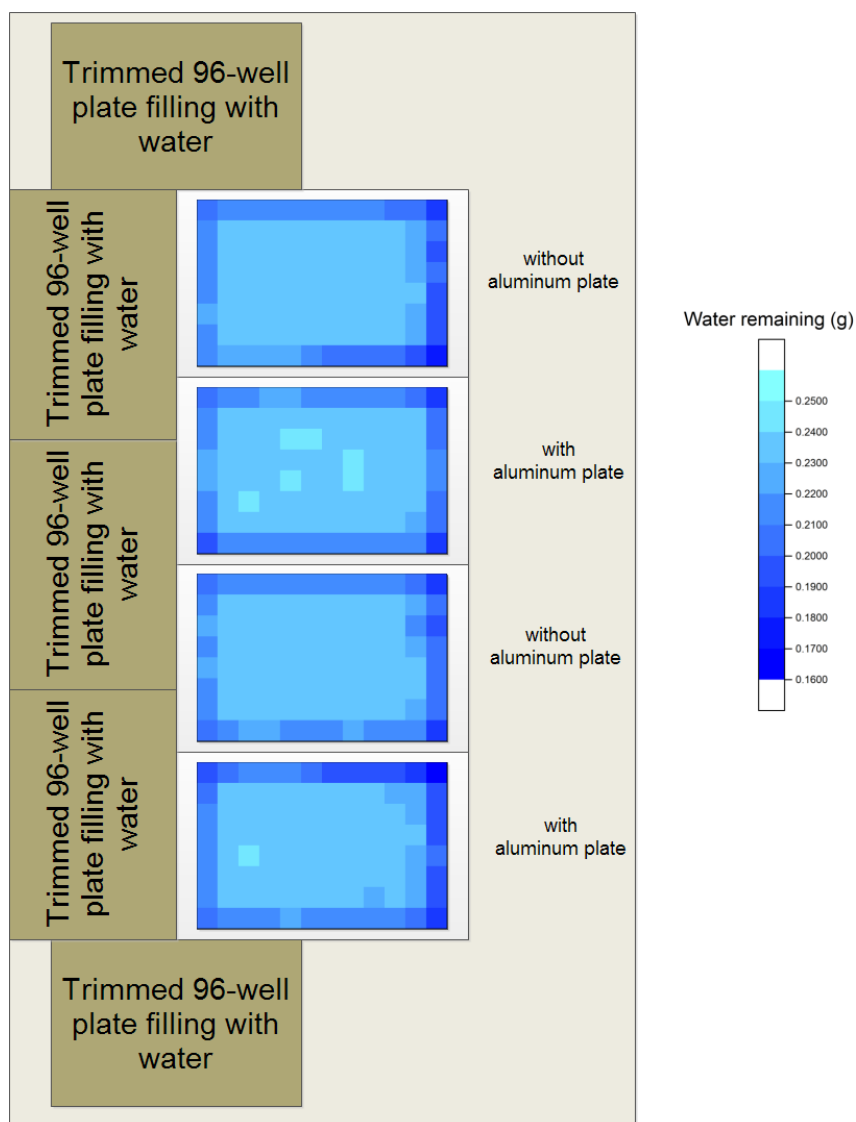 Trimmed 96-well
plate filling with
water
Trimmed 96-well
plate filling with
water
without
aluminum plate
with
aluminum plate
Trimmed 96-well
plate filling with
water
without
aluminum plate
Trimmed 96-well
plate filling with
water
with
aluminum plate
Trimmed 96-well
plate filling with
water
Water remaining (g)
0.2500
0.2400
0.2200
0.2100
0.2000
0.1900
0.1800
0.1700
0.1600